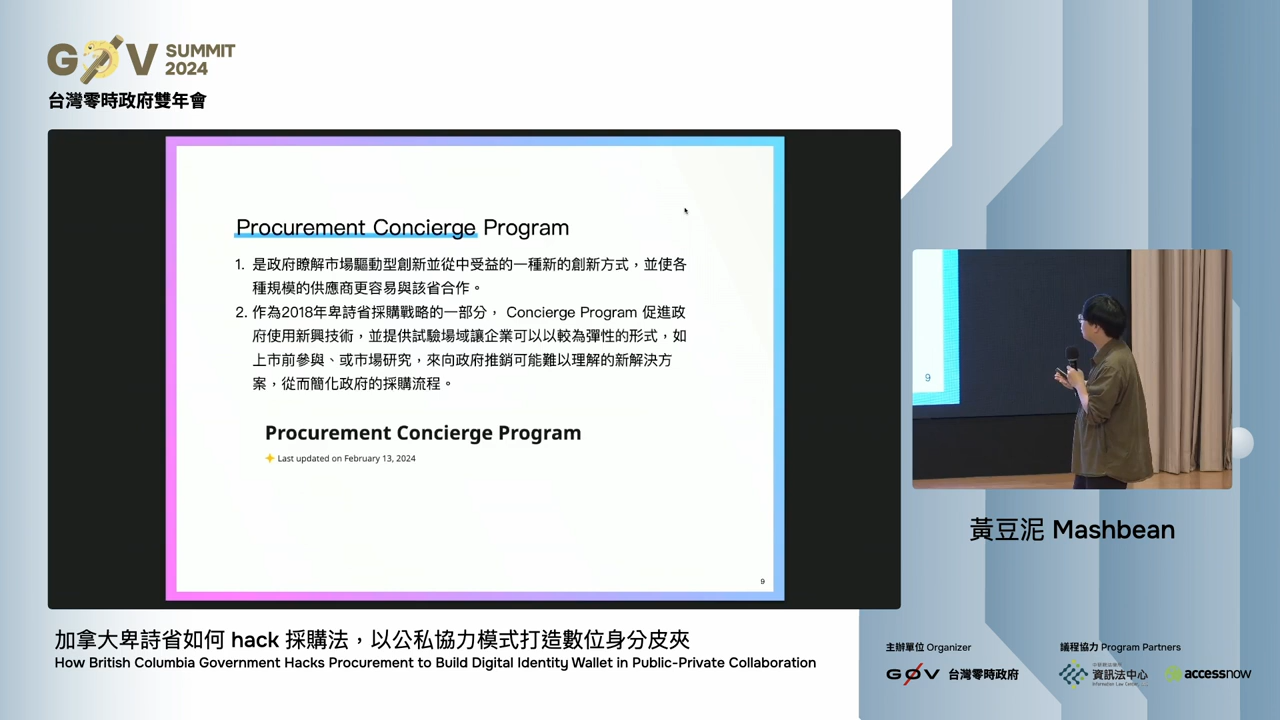 G0V SUMMIT 2024
台灣零時政府雙年會
Procurement Concierge Program
1. 是政府瞭解市場驅動型創新並從中受益的一種新的創新方式，並使各
種規模的供應商更容易與該省合作。
2. 作為2018年卑詩省採購戰略的一部分， Concierge Program 促進政
府使用新興技術，並提供試驗場域讓企業可以以較為彈性的形式，如
上市前參與、或市場研究，來向政府推銷可能難以理解的新解決方
案，從而簡化政府的採購流程。
Procurement Concierge Program
Last updated on February 13, 2024
9
9
黃豆泥 Mashbean
加拿大卑詩省如何 hack 採購法，以公私協力模式打造數位身分皮夾
How British Columbia Government Hacks Procurement to Build Digital Identity Wallet in Public-Private Collaboration
主辦單位 Organizer
議程協力 Program Partners
G0V 台灣零時政府
資訊法中心
Information Law Center
accessnow